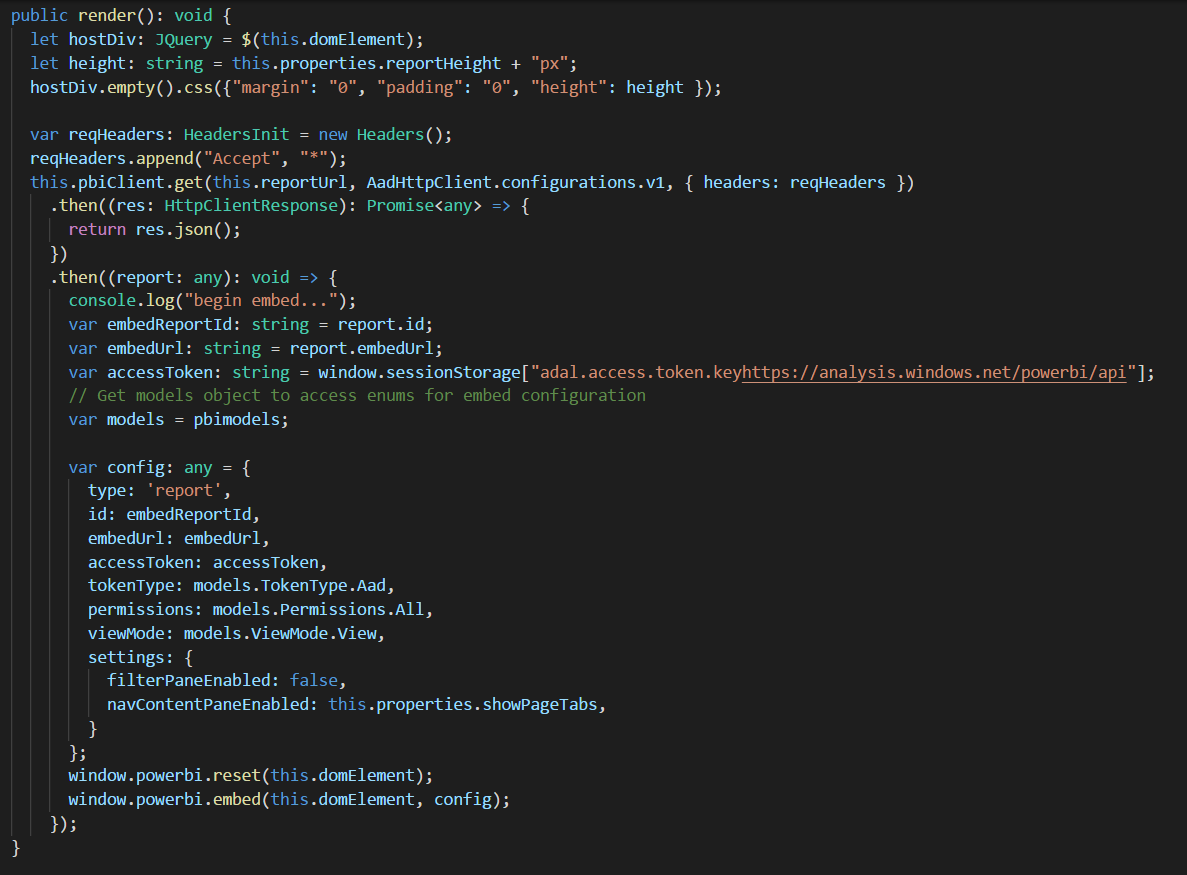 public render(): void {
let hostDiv: JQuery = $(this.domElement);
let height: string = this.properties.reportHeight + "px";
hostDiv.empty().css({"margin": "0", "padding": "0", "height": height });
var reqHeaders: HeadersInit = new Headers();
reqHeaders.append("Accept", "*");
this.pbiClient.get(this.reportUrl, AadHttpClient.configurations.v1, { headers: reqHeaders })
.then((res: HttpClientResponse): Promise<any> => {
return res.json();
})
.then((report: any): void => {
console.log("begin embed...");
var embedReportId: string = report.id;
var embedUrl: string = report.embedUrl;
var accessToken: string = window.sessionStorage["adal.access.token.keyhttps://analysis.windows.net/powerbi/api"];
// Get models object to access enums for embed configuration
var models = pbimodels;
var config: any = {
type: 'report',
id: embedReportId,
embedUrl: embedUrl,
accessToken: accessToken,
tokenType: models.TokenType.Aad,
permissions: models.Permissions.All,
viewMode: models.ViewMode.View,
settings: {
filterPaneEnabled: false,
navContentPaneEnabled: this.properties.showPageTabs,
}
};
window.powerbi.reset(this.domElement);
window.powerbi.embed(this.domElement, config);
});
}